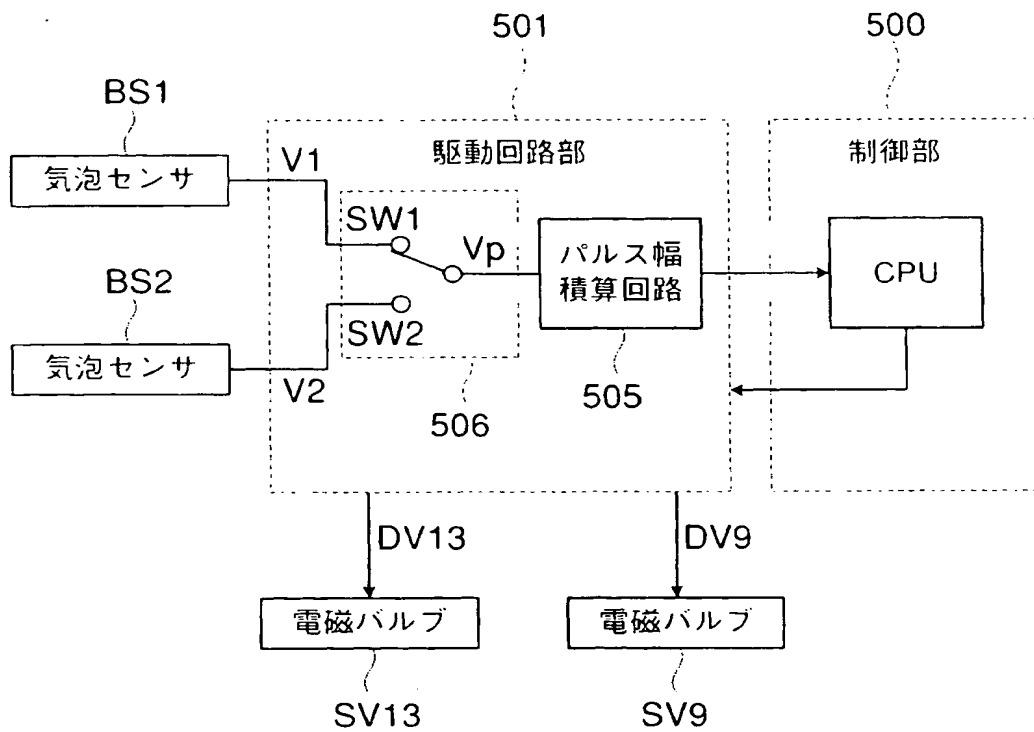 501
500
BS1
気泡センサ
V1
駆動回路部
制御部
SW1
Vp
パルス幅
積算回路
CPU
BS2
気泡センサ
SW2
V2
506
505
DV13
DV9
電磁バルブ
電磁バルブ
SV13
SV9